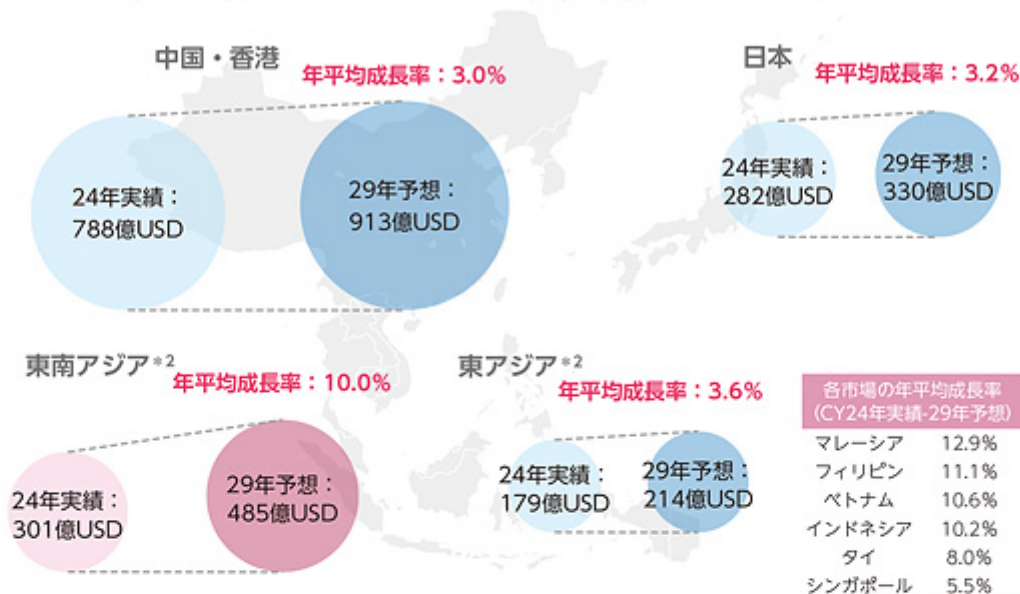 中国・香港
年平均成長率：3.0%
24年実績：
788億USD
29年予想：
913億USD
日本
年平均成長率：3.2%
24年実績：
282億USD
29年予想：
330億USD
東南アジア*2
年平均成長率：10.0%
24年実績：
301億USD
29年予想：
485億USD
東アジア*2
年平均成長率：3.6%
24年実績：
179億USD
29年予想：
214億USD
各市場の年平均成長率
(CY24年実績-29年予想)
マレーシア 12.9%
フィリピン 11.1%
ベトナム 10.6%
インドネシア 10.2%
タイ 8.0%
シンガポール 5.5%